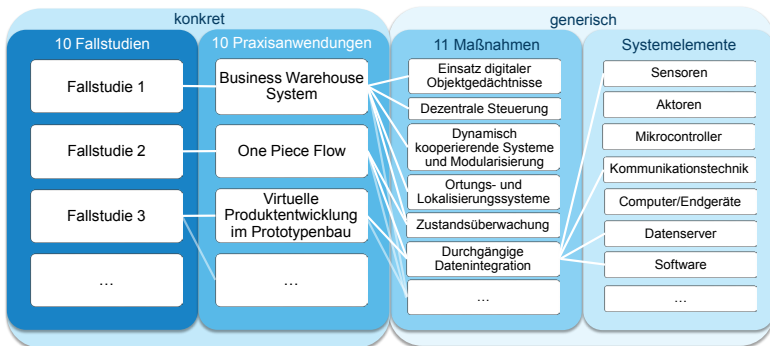 konkret
generisch
10 Fallstudien
10 Praxisanwendungen
11 Maßnahmen
Systemelemente
Fallstudie 1
Fallstudie 2
Fallstudie 3
...
Business Warehouse
System
One Piece Flow
Virtuelle
Produktentwicklung
im Prototypenbau
...
Einsatz digitaler
Objektgedächtnisse
Dezentrale Steuerung
Dynamisch
kooperierende Systeme
und Modularisierung
Ortungs- und
Lokalisierungssysteme
Zustandsüberwachung
Durchgängige
Datenintegration
...
Sensoren
Aktoren
Mikrocontroller
Kommunikationstechnik
Computer/Endgeräte
Datenserver
Software
...